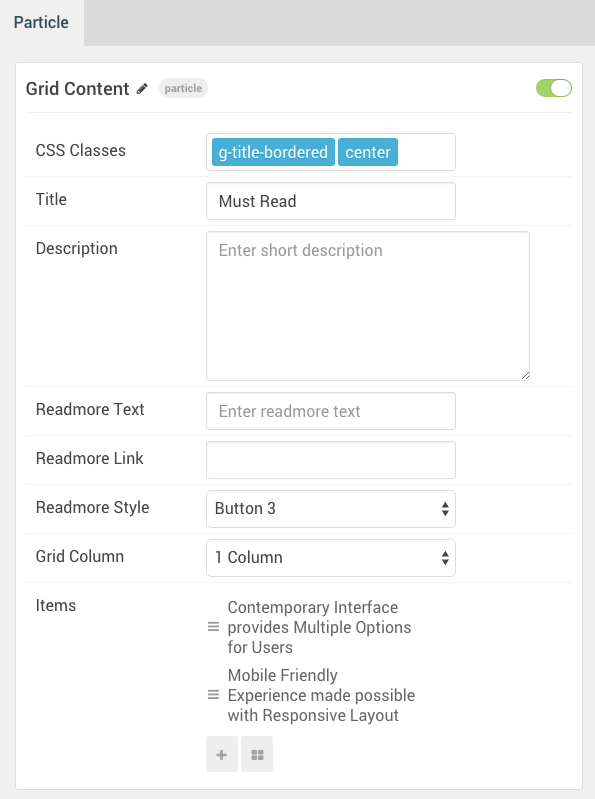 Particle
Grid Content particle
CSS Classes g-title-bordered center
Title Must Read
Description Enter short description
Readmore Text Enter readmore text
Readmore Link
Readmore Style Button 3
Grid Column 1 Column
Items
Contemporary Interface
provides Multiple Options
for Users
Mobile Friendly
Experience made possible
with Responsive Layout